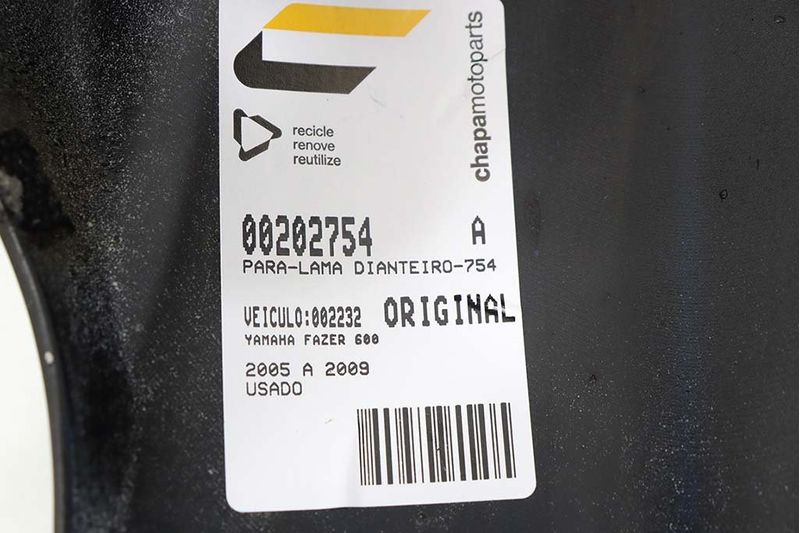 chapamotoparts
recicle
renove
reutilize
00202754 A
PARA-LAMA DIANTEIRO-754
VEICULO:002232 ORIGINAL
YAMAHA FAZER 600
2005 A 2009
USADO